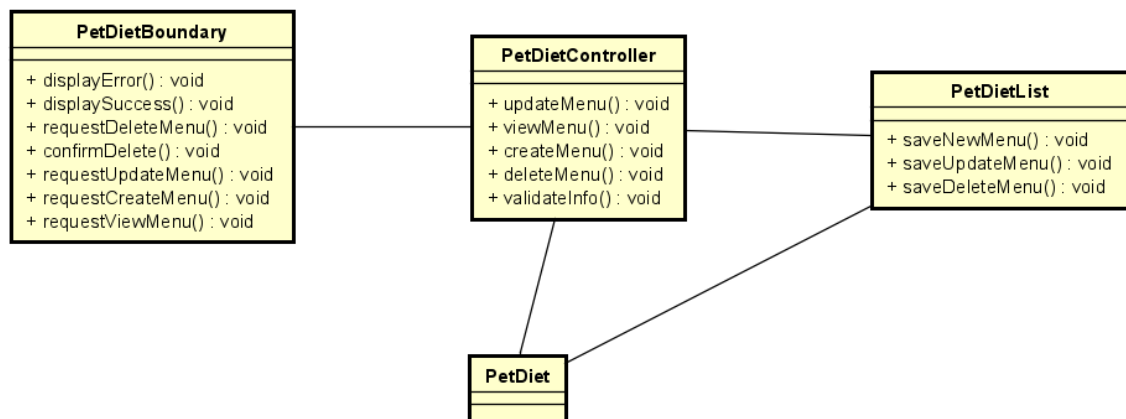 PetDietBoundary
+ displayError() : void
+ displaySuccess() : void
+ requestDeleteMenu() : void
+ confirmDelete() : void
+ requestUpdateMenu() : void
+ requestCreateMenu() : void
+ requestViewMenu() : void
PetDietController
+ updateMenu() : void
+ viewMenu() : void
+ createMenu() : void
+ deleteMenu() : void
+ validateInfo() : void
PetDietList
+ saveNewMenu() : void
+ saveUpdateMenu() : void
+ saveDeleteMenu() : void
PetDiet